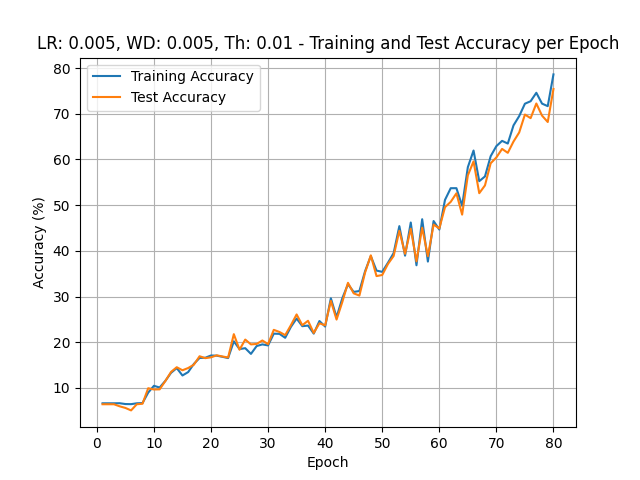 LR: 0.005, WD: 0.005, Th: 0.01 - Training and Test Accuracy per Epoch
Training Accuracy
Test Accuracy
Accuracy (%)
80
70
60
50
40
30
20
10
0 10 20 30 40 50 60 70 80
Epoch